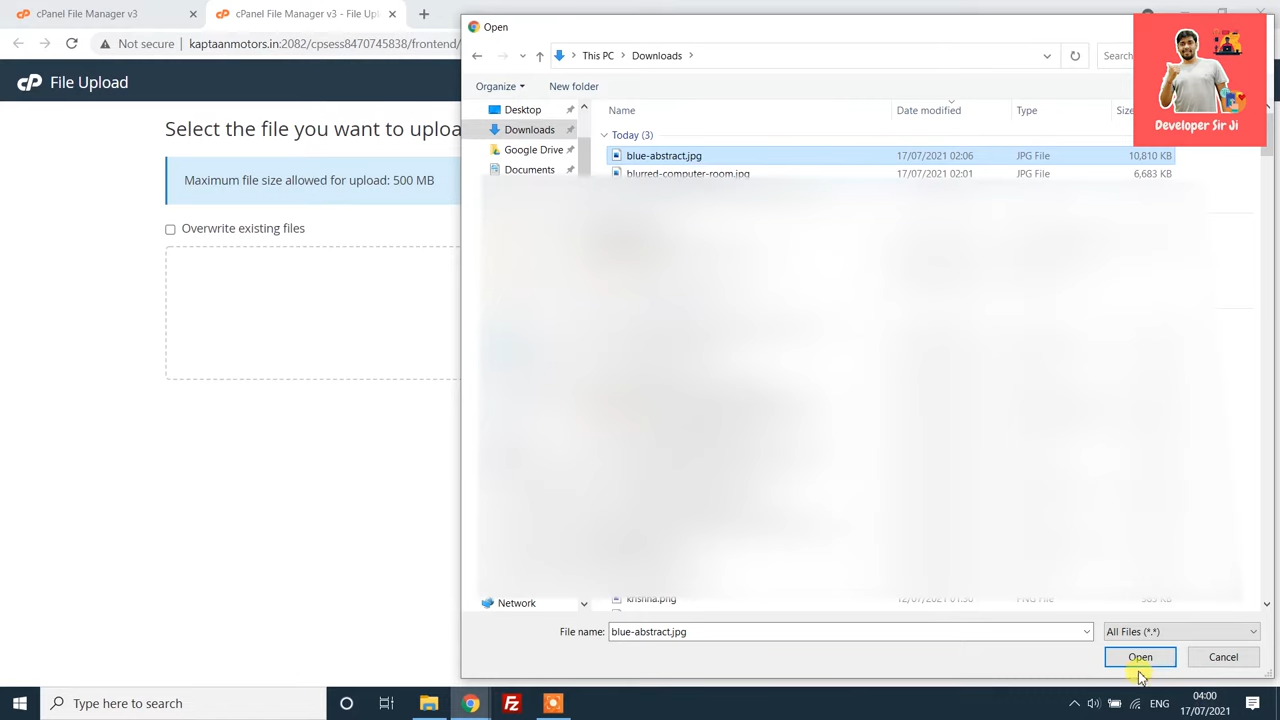 cPanel File Manager v3
cPanel File Manager v3 - File Upl
Not secure
kaptaanmotors.in:2082/cpsess8470745838/frontend/
File Upload
Select the file you want to uploa
Maximum file size allowed for upload: 500 MB
Overwrite existing files
Open
This PC
Downloads
Search
Organize
New folder
Desktop
Downloads
Google Drive
Documents
Network
Name
Date modified
Type
Size
Today (3)
blue-abstract.jpg
17/07/2021 02:06
JPG File
10,810 KB
blurred-computer-room.jpg
17/07/2021 02:01
JPG File
6,683 KB
krishna.png
File name:
blue-abstract.jpg
All Files (*.*)
Open
Cancel
Developer Sir Ji
Type here to search
ENG
04:00
17/07/2021